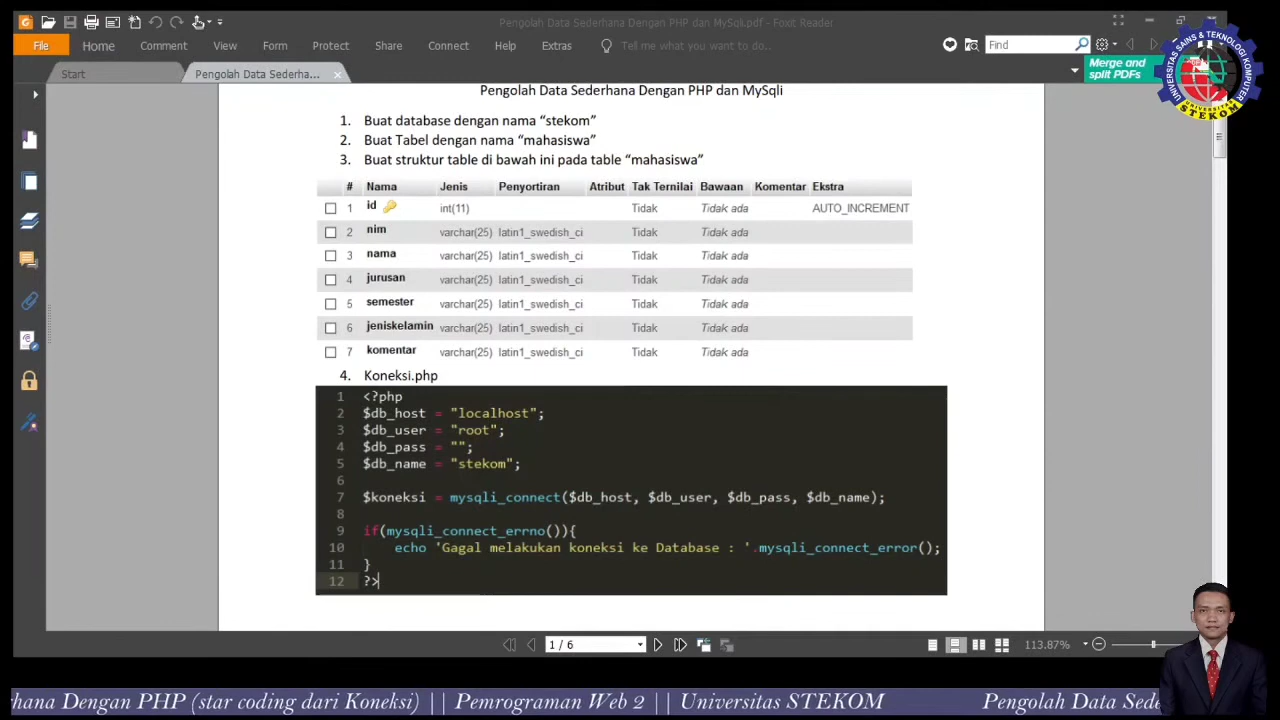 Pengolah Data Sederhana Dengan PHP dan MySqli.pdf - Foxit Reader
File Home Comment View Form Protect Share Connect Help Extras Tell me what you want to do.. Find
Start Pengolah Data Sederha... Merge and
split PDFs
UNIVERSITAS SAINS & TEKNOLOGI KOMPUTER
UNIVERSITAS STEKOM
Pengolah Data Sederhana Dengan PHP dan MySqli
1. Buat database dengan nama “stekom”
2. Buat Tabel dengan nama “mahasiswa”
3. Buat struktur table di bawah ini pada table “mahasiswa”
# Nama Jenis Penyortiran Atribut Tak Ternilai Bawaan Komentar Ekstra
1 id int(11) Tidak Tidak ada AUTO_INCREMENT
2 nim varchar(25) latin1_swedish_ci Tidak Tidak ada
3 nama varchar(25) latin1_swedish_ci Tidak Tidak ada
4 jurusan varchar(25) latin1_swedish_ci Tidak Tidak ada
5 semester varchar(25) latin1_swedish_ci Tidak Tidak ada
6 jeniskelamin varchar(25) latin1_swedish_ci Tidak Tidak ada
7 komentar varchar(25) latin1_swedish_ci Tidak Tidak ada
4. Koneksi.php
1 <?php
2 $db_host = "localhost";
3 $db_user = "root";
4 $db_pass = "";
5 $db_name = "stekom";
6
7 $koneksi = mysqli_connect($db_host, $db_user, $db_pass, $db_name);
8
9 if(mysqli_connect_errno()){
10 echo 'Gagal melakukan koneksi ke Database : '.mysqli_connect_error();
11 }
12 ?>
1 / 6 113.87%
rhana Dengan PHP (star coding dari Koneksi) || Pemrograman Web 2 || Universitas STEKOM Pengolah Data Sede